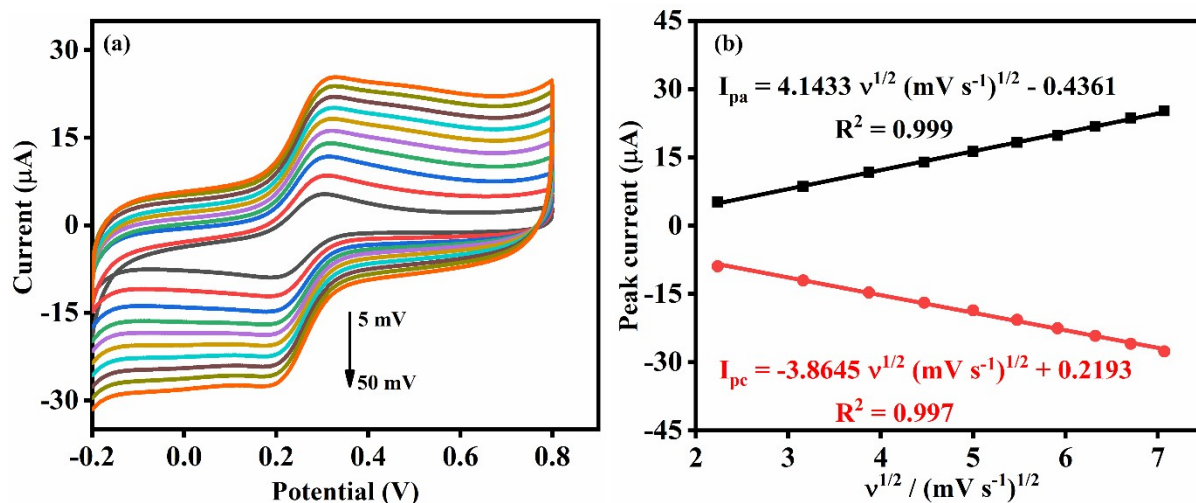 (a)
Current (μA)
30
15
0
-15
-30
5 mV
50 mV
-0.2
0.0
0.2
0.4
0.6
0.8
Potential (V)
(b)
Peak current (μA)
45
30
15
0
-15
-30
-45
I_pa = 4.1433 ν^1/2 (mV s^-1)^1/2 - 0.4361
R² = 0.999
I_pc = -3.8645 ν^1/2 (mV s^-1)^1/2 + 0.2193
R² = 0.997
2
3
4
5
6
7
ν^1/2 / (mV s^-1)^1/2